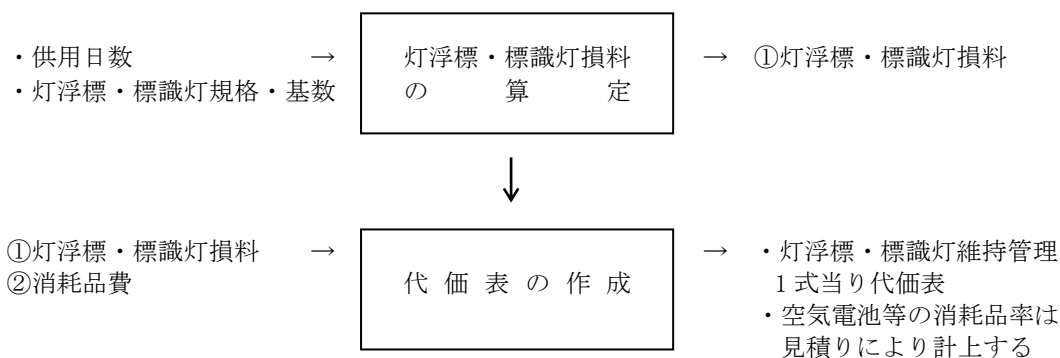 ・供用日数 → 灯浮標・標識灯損料 → ①灯浮標・標識灯損料
・灯浮標・標識灯規格・基数 の算定
↓
①灯浮標・標識灯損料 → 代価表の作成 → ・灯浮標・標識灯維持管理
②消耗品費 1式当り代価表
・空気電池等の消耗品率は
見積りにより計上する